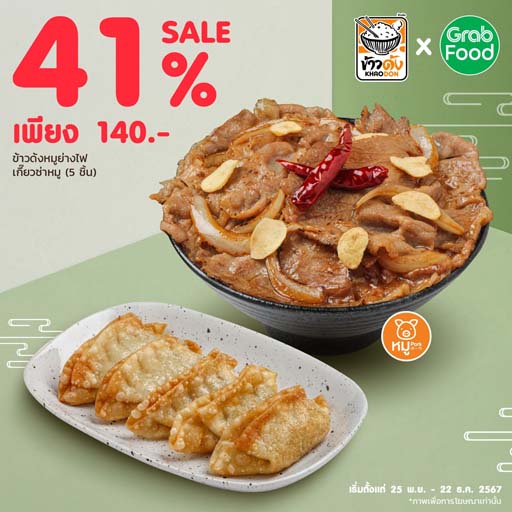 41%
SALE
เพียง 140.-
ข้าวดังหมูย่างไฟ
เกี๊ยวซ่าหมู (5 ชิ้น)
ข้าวดัง
KHAODON
X
Grab
Food
หมู
Pork
เริ่มตั้งแต่ 25 พ.ย. - 22 ธ.ค. 2567
*ภาพเพื่อการโฆษณาเท่านั้น